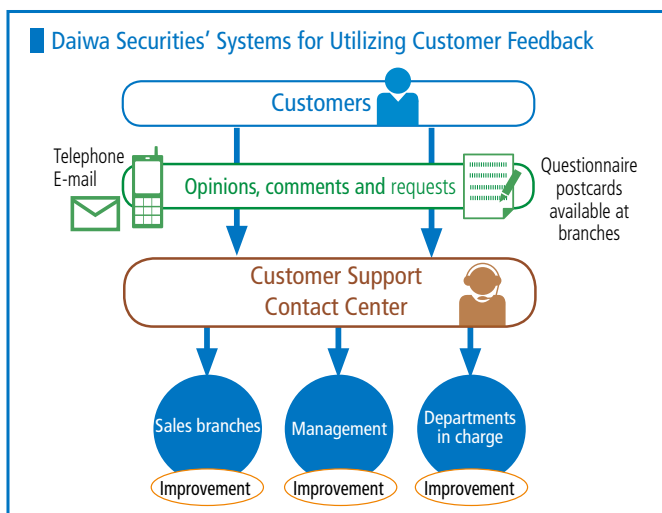 Daiwa Securities’ Systems for Utilizing Customer Feedback
Customers
Telephone
E-mail
Opinions, comments and requests
Questionnaire
postcards
available at
branches
Customer Support
Contact Center
Sales branches
Management
Departments
in charge
Improvement
Improvement
Improvement